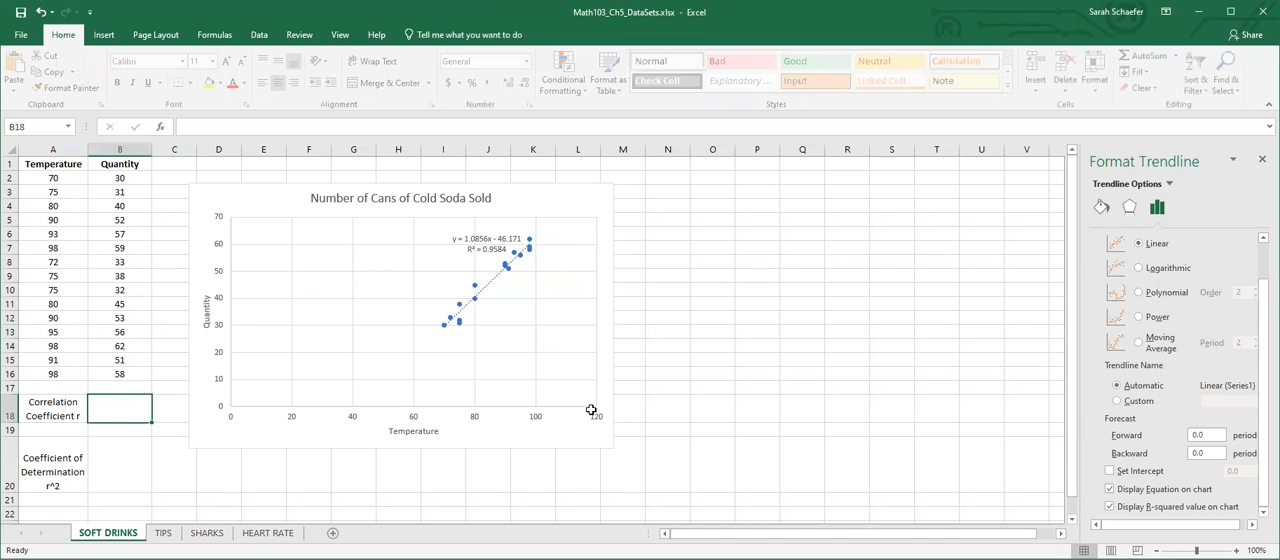 Math103_Ch5_DataSets.xlsx - Excel
Sarah Schaefer
File Home Insert Page Layout Formulas Data Review View Help Tell me what you want to do Share
Paste
Cut
Copy
Format Painter
Clipboard
Calibri 11
B I U
Font
Wrap Text
Merge & Center
Alignment
General
$ % ,
Number
Conditional Formatting
Format as Table
Normal Bad Good Neutral Calculation
Check Cell Explanatory ... Input Linked Cell Note
Styles
Insert Delete Format
Cells
AutoSum
Fill
Clear
Sort & Filter
Find & Select
Editing
B18
fx
A B C D E F G H I J K L M N O P Q R S T U V
1 Temperature Quantity
2 70 30
3 75 31
4 80 40
5 90 52
6 93 57
7 98 59
8 72 33
9 75 38
10 75 32
11 80 45
12 90 53
13 95 56
14 98 62
15 91 51
16 98 58
17
18 Correlation Coefficient r
19
20 Coefficient of Determination r^2
21
22
Number of Cans of Cold Soda Sold
y = 1.0856x - 46.171
R² = 0.9584
70
60
50
40
30
20
10
0
Quantity
0 20 40 60 80 100 120
Temperature
Format Trendline
Trendline Options
Linear
Logarithmic
Polynomial Order 2
Power
Moving Average Period 2
Trendline Name
Automatic Linear (Series1)
Custom
Forecast
Forward 0.0 period
Backward 0.0 period
Set Intercept 0.0
Display Equation on chart
Display R-squared value on chart
SOFT DRINKS TIPS SHARKS HEART RATE
Ready
100%